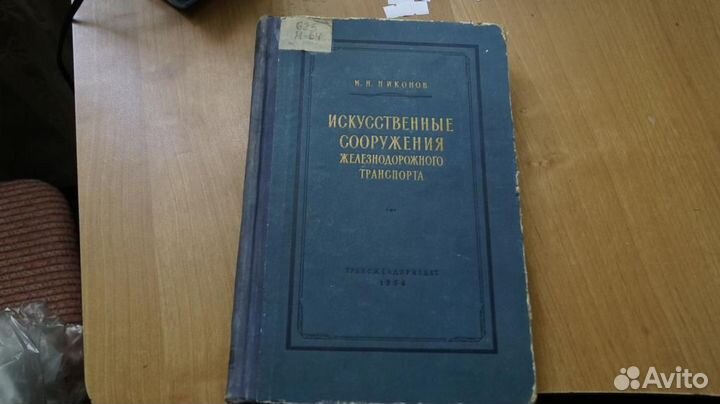 М. Н. НИКОНОВ
ИСКУССТВЕННЫЕ
СООРУЖЕНИЯ
ЖЕЛЕЗНОДОРОЖНОГО
ТРАНСПОРТА
ТРАНСЖЕЛДОРИЗДАТ
Avito